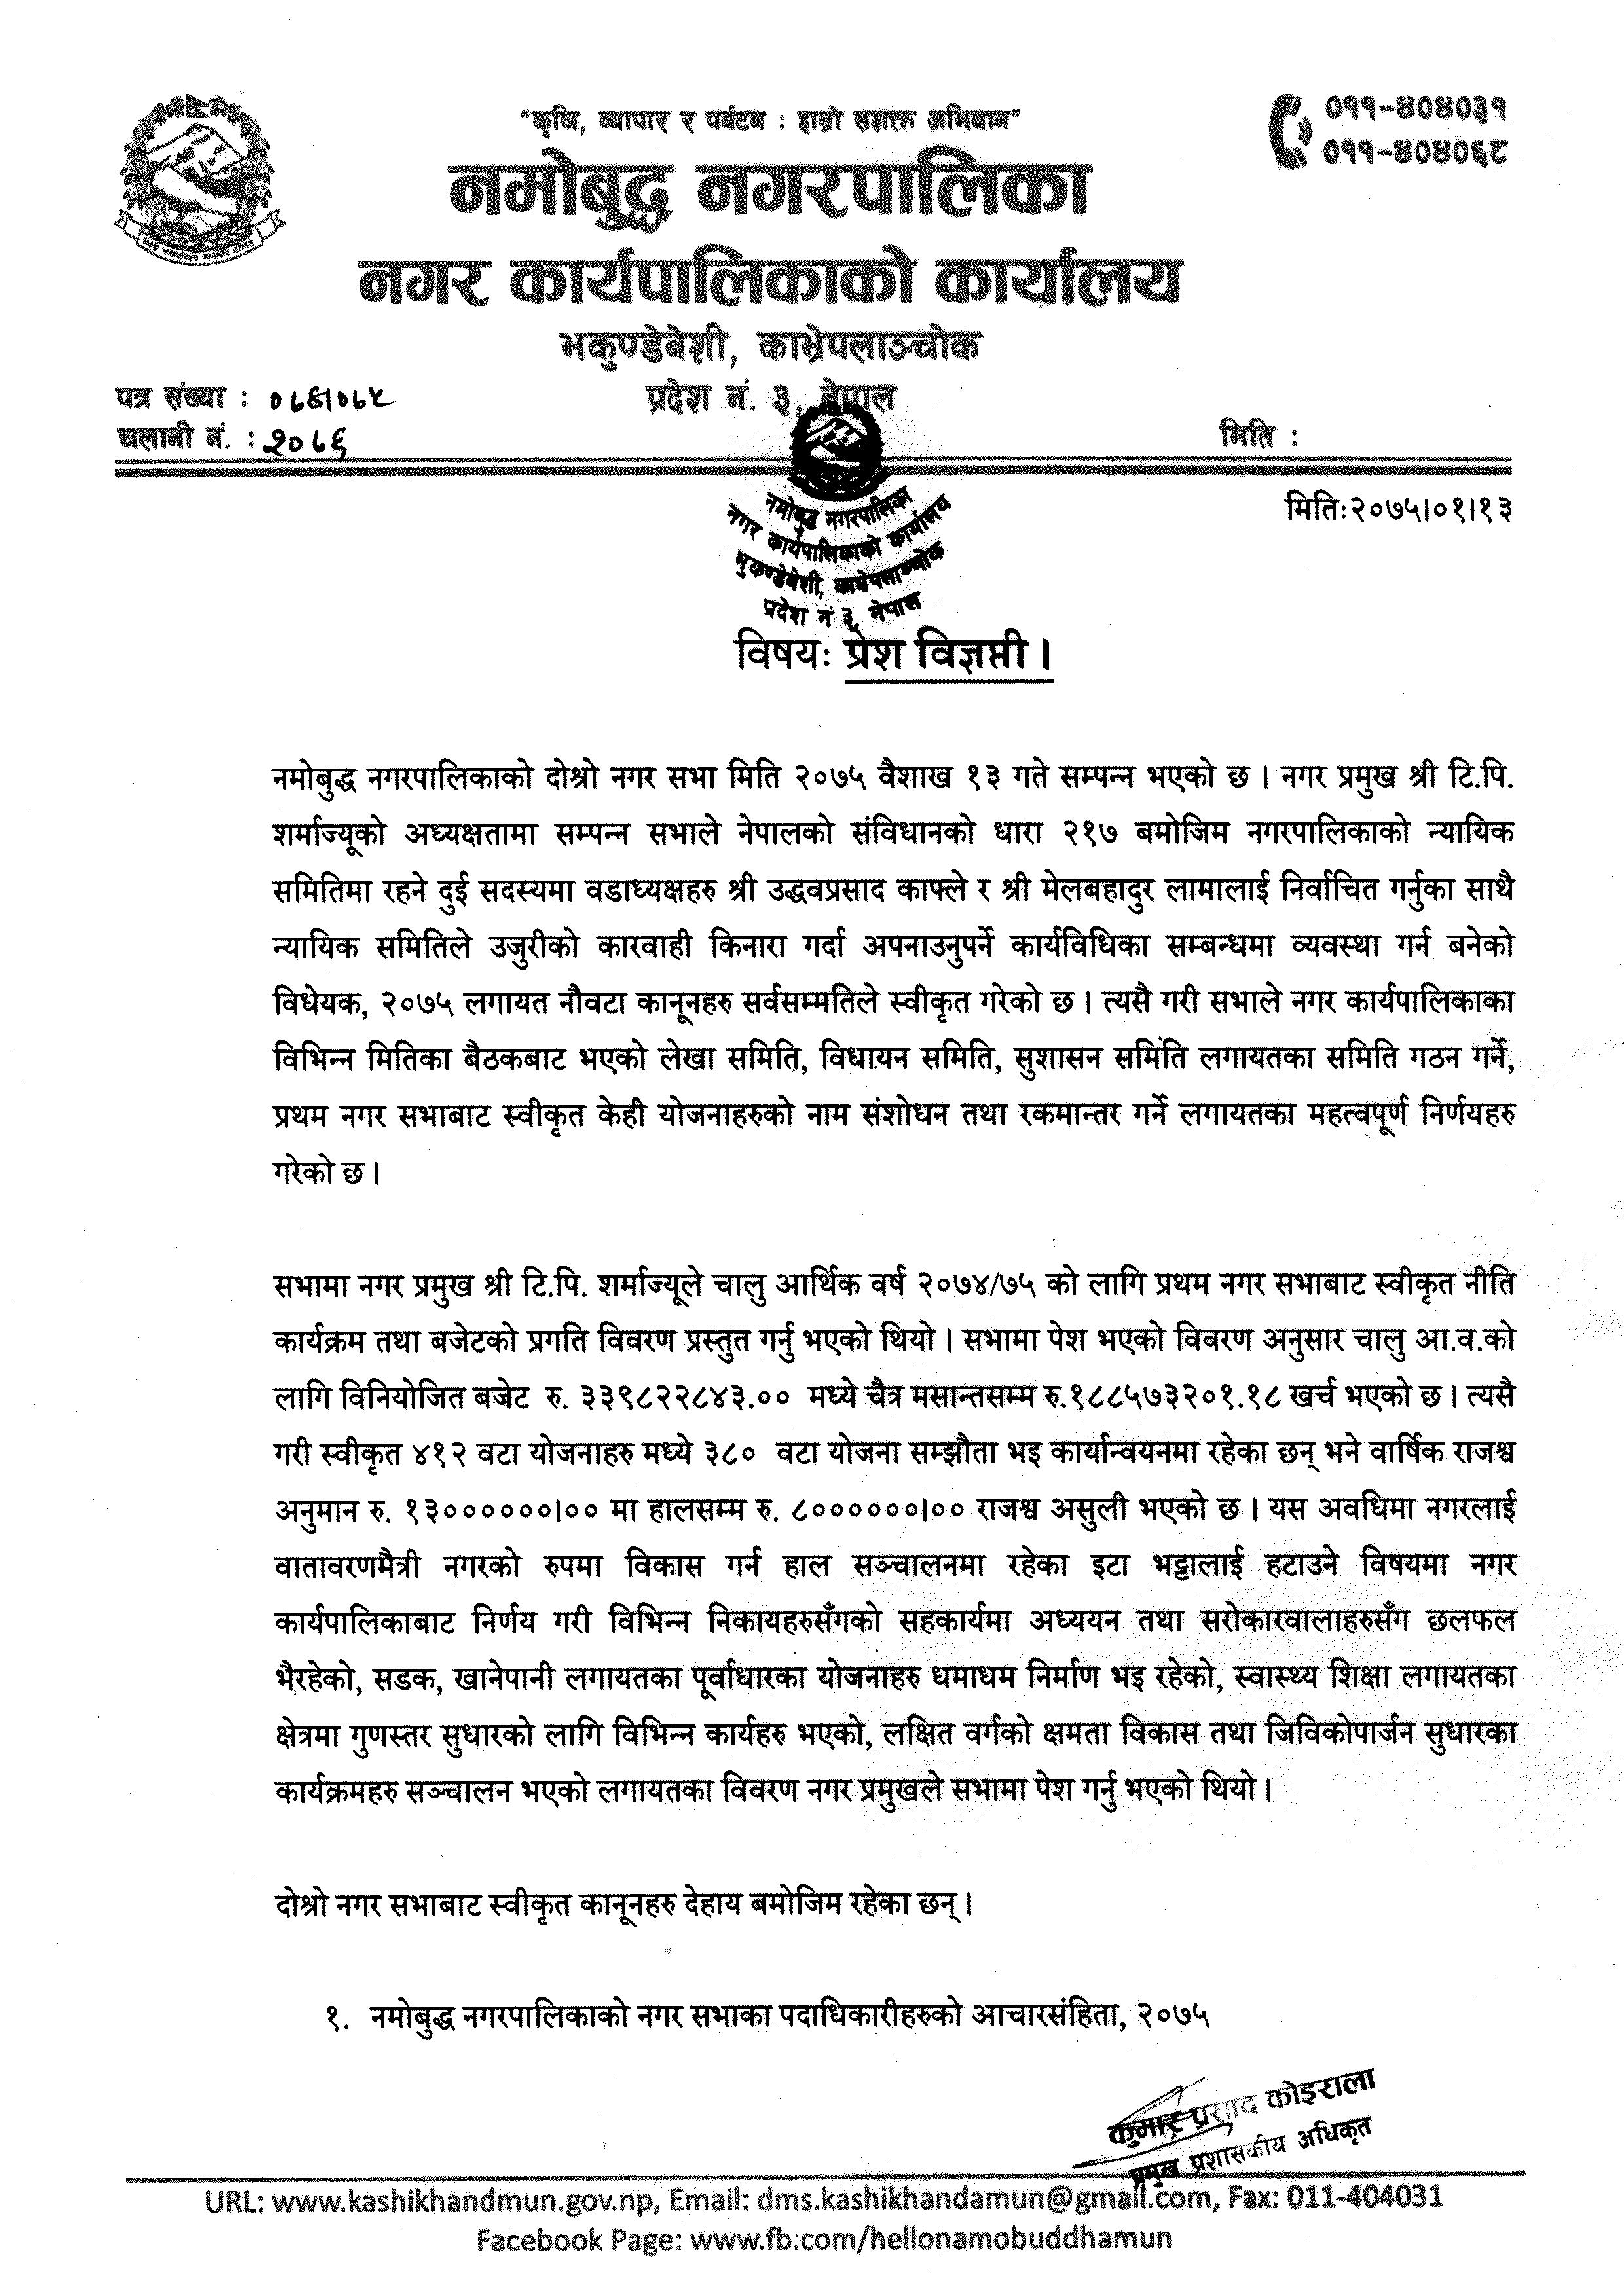 “कृषि, व्यापार र पर्यटन : हाम्रो सशक्त अभियान”
०११-४०४०३१
०११-४०४०६८
नमोबुद्ध नगरपालिका
नगर कार्यपालिकाको कार्यालय
भकुण्डेबेशी, काभ्रेपलाञ्चोक
प्रदेश नं. ३, नेपाल
पत्र संख्या : ०७४/०७५
चलानी नं. : २०८६
मिति :
नमोबुद्ध नगरपालिका
नगर कार्यपालिकाको कार्यालय
भुकण्डेबेशी, काभ्रेपलाञ्चोक
प्रदेश नं ३, नेपाल
मितिः२०७५।०१।१३
विषयः प्रेश विज्ञप्ती।
नमोबुद्ध नगरपालिकाको दोश्रो नगर सभा मिति २०७५ वैशाख १३ गते सम्पन्न भएको छ। नगर प्रमुख श्री टि.पि.
शर्माज्यूको अध्यक्षतामा सम्पन्न सभाले नेपालको संविधानको धारा २१७ बमोजिम नगरपालिकाको न्यायिक
समितिमा रहने दुई सदस्यमा वडाध्यक्षहरु श्री उद्धवप्रसाद काफ्ले र श्री मेलबहादुर लामालाई निर्वाचित गर्नुका साथै
न्यायिक समितिले उजुरीको कारवाही किनारा गर्दा अपनाउनुपर्ने कार्यविधिका सम्बन्धमा व्यवस्था गर्न बनेको
विधेयक, २०७५ लगायत नौवटा कानूनहरु सर्वसम्मतिले स्वीकृत गरेको छ। त्यसै गरी सभाले नगर कार्यपालिकाका
विभिन्न मितिका बैठकबाट भएको लेखा समिति, विधायन समिति, सुशासन समिति लगायतका समिति गठन गर्ने,
प्रथम नगर सभाबाट स्वीकृत केही योजनाहरुको नाम संशोधन तथा रकमान्तर गर्ने लगायतका महत्वपूर्ण निर्णयहरु
गरेको छ।
सभामा नगर प्रमुख श्री टि.पि. शर्माज्यूले चालु आर्थिक वर्ष २०७४/७५ को लागि प्रथम नगर सभाबाट स्वीकृत नीति
कार्यक्रम तथा बजेटको प्रगति विवरण प्रस्तुत गर्नु भएको थियो। सभामा पेश भएको विवरण अनुसार चालु आ.व.को
लागि विनियोजित बजेट रु. ३३९८२२८४३.०० मध्ये चैत्र मसान्तसम्म रु.१८८५७३२०१.१८ खर्च भएको छ। त्यसै
गरी स्वीकृत ४१२ वटा योजनाहरु मध्ये ३८० वटा योजना सम्झौता भइ कार्यान्वयनमा रहेका छन् भने वार्षिक राजश्व
अनुमान रु. १३००००००।०० मा हालसम्म रु. ८००००००।०० राजश्व असुली भएको छ। यस अवधिमा नगरलाई
वातावरणमैत्री नगरको रुपमा विकास गर्न हाल सञ्चालनमा रहेका इटा भट्टालाई हटाउने विषयमा नगर
कार्यपालिकाबाट निर्णय गरी विभिन्न निकायहरुसँगको सहकार्यमा अध्ययन तथा सरोकारवालाहरुसँग छलफल
भैरहेको, सडक, खानेपानी लगायतका पूर्वाधारका योजनाहरु धमाधम निर्माण भइ रहेको, स्वास्थ्य शिक्षा लगायतका
क्षेत्रमा गुणस्तर सुधारको लागि विभिन्न कार्यहरु भएको, लक्षित वर्गको क्षमता विकास तथा जिविकोपार्जन सुधारका
कार्यक्रमहरु सञ्चालन भएको लगायतका विवरण नगर प्रमुखले सभामा पेश गर्नु भएको थियो।
दोश्रो नगर सभाबाट स्वीकृत कानूनहरु देहाय बमोजिम रहेका छन्।
१. नमोबुद्ध नगरपालिकाको नगर सभाका पदाधिकारीहरुको आचारसंहिता, २०७५
कुमार प्रसाद कोइराला
प्रमुख प्रशासकीय अधिकृत
URL: www.kashikhandmun.gov.np, Email: dms.kashikhandamun@gmail.com, Fax: 011-404031
Facebook Page: www.fb.com/hellonamobuddhamun